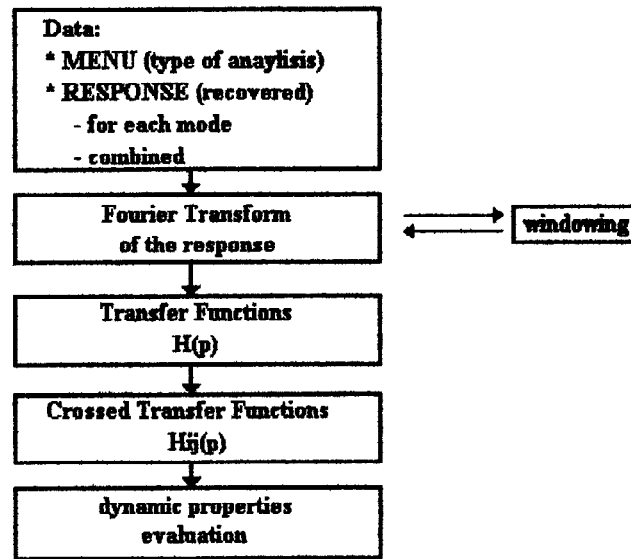 Data:
* MENU (type of anaylisis)
* RESPONSE (recovered)
- for each mode
- combined
Fourier Transform
of the response
windowing
Transfer Functions
H(p)
Crossed Transfer Functions
Hij(p)
dynamic properties
evaluation